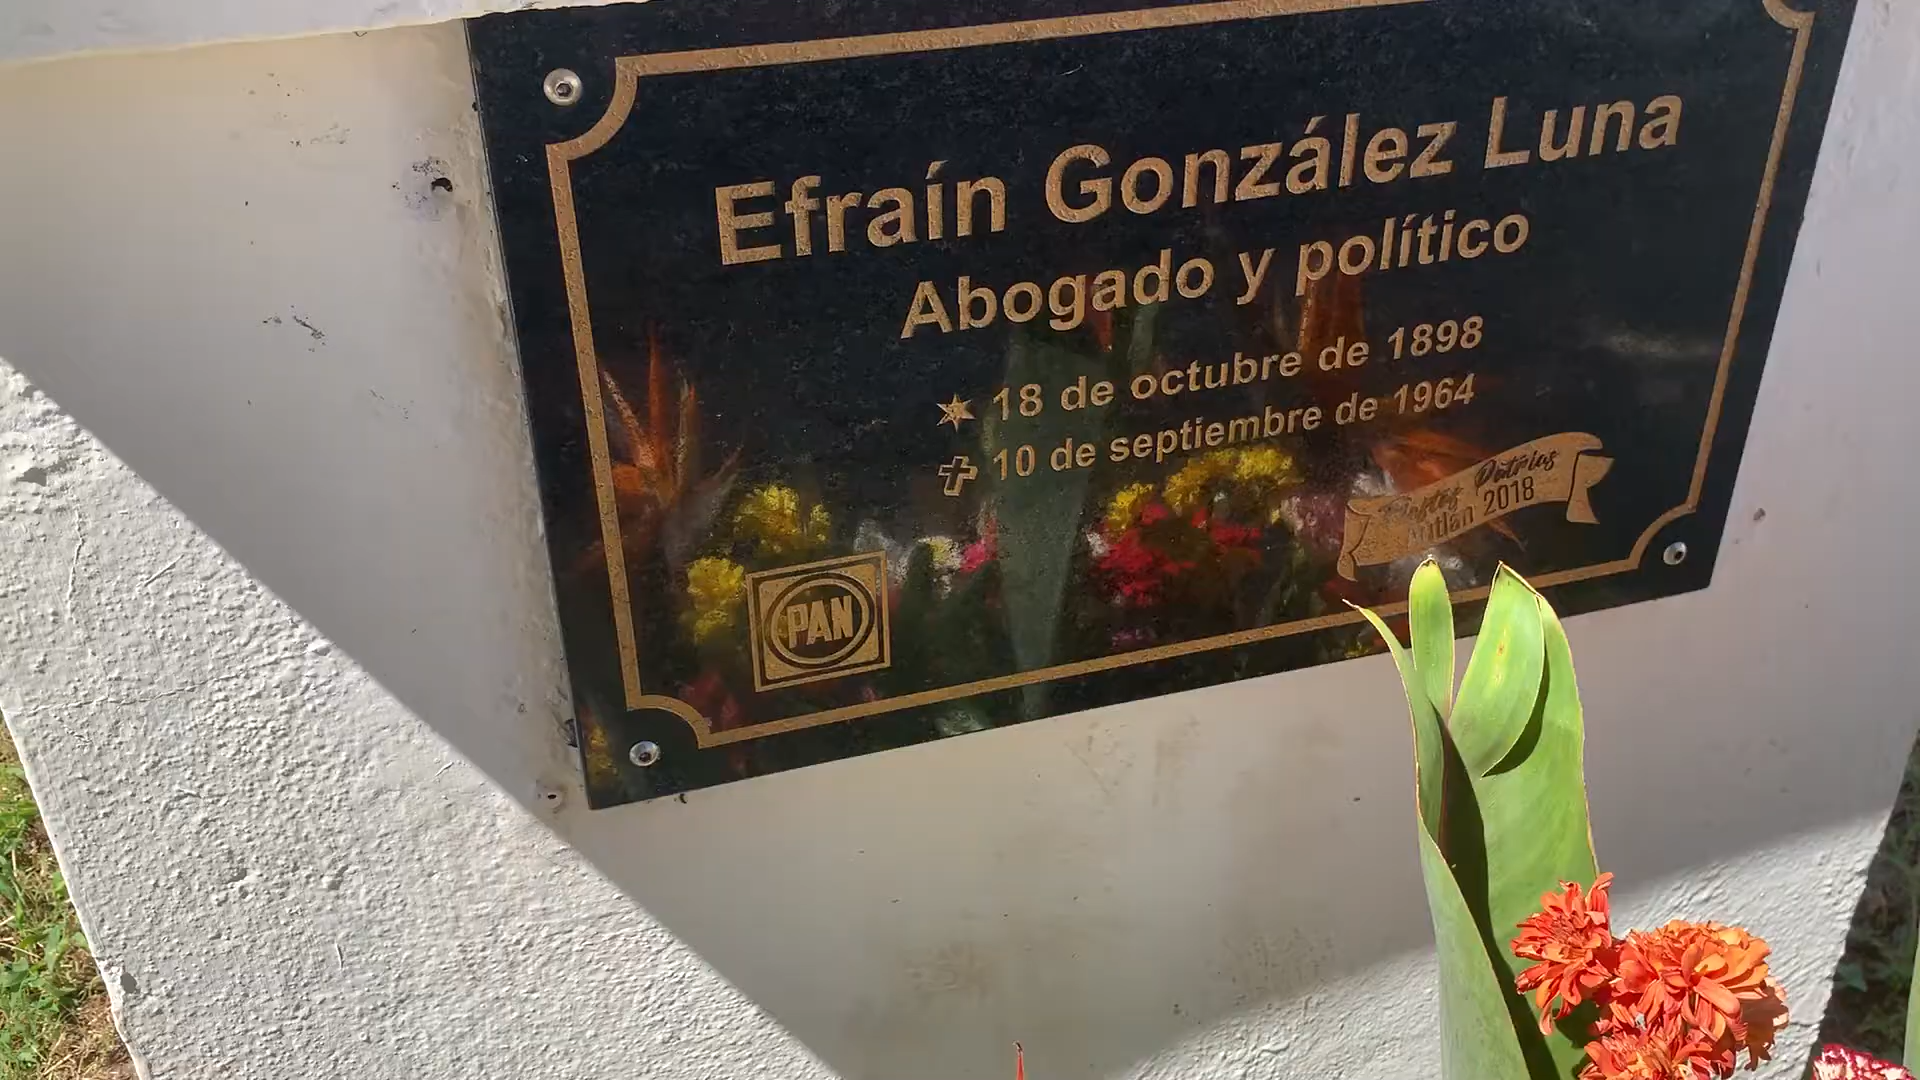 Efraín González Luna
Abogado y político
18 de octubre de 1898
10 de septiembre de 1964
Fiestas Patrias
Autlán 2018
PAN